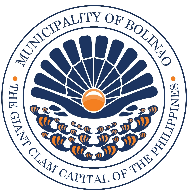 MUNICIPALITY OF BOLINAO
THE GIANT CLAM CAPITAL OF THE PHILIPPINES